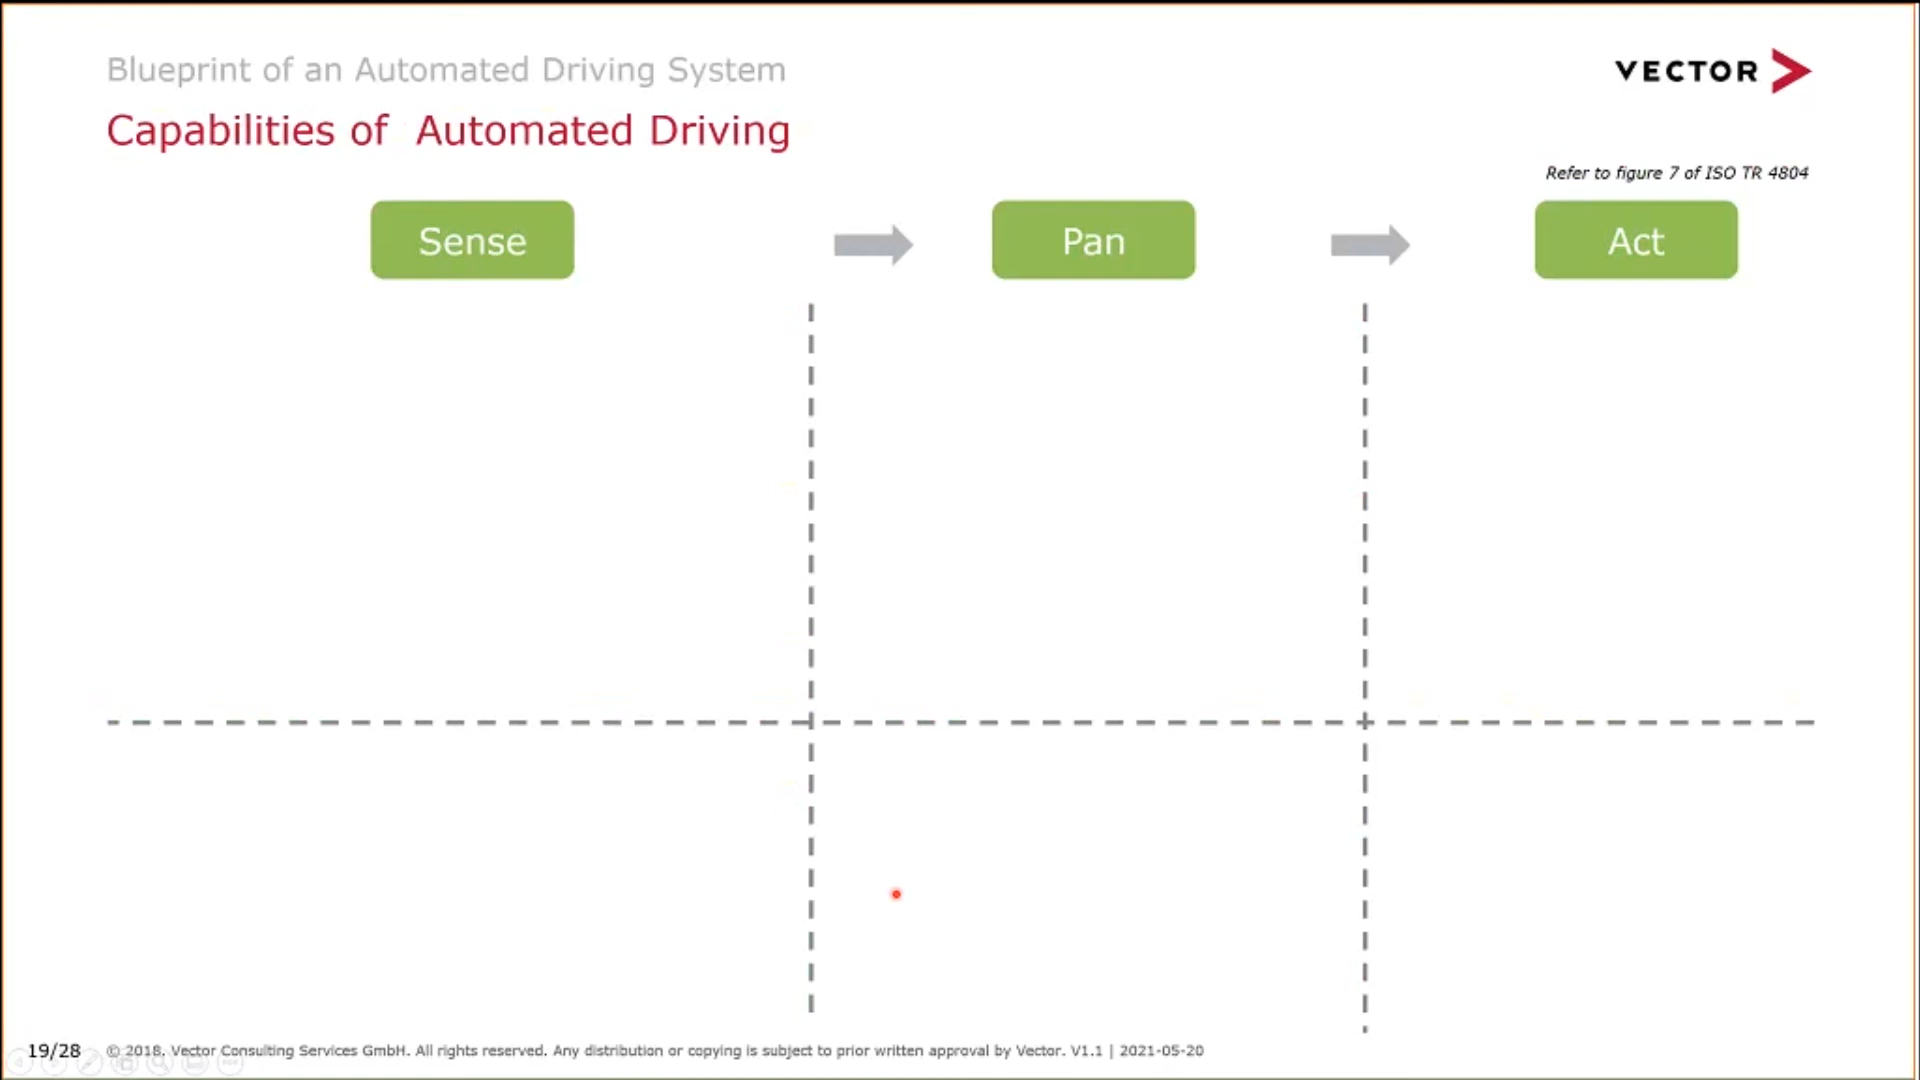 Blueprint of an Automated Driving System
VECTOR
Capabilities of Automated Driving
Refer to figure 7 of ISO TR 4804
Sense
Pan
Act
19/28
© 2018. Vector Consulting Services GmbH. All rights reserved. Any distribution or copying is subject to prior written approval by Vector. V1.1 | 2021-05-20